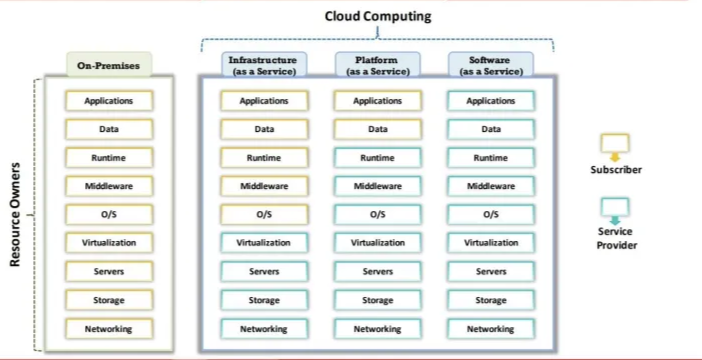 Cloud Computing
On-Premises
Infrastructure
(as a Service)
Platform
(as a Service)
Software
(as a Service)
Resource Owners
Applications
Data
Runtime
Middleware
O/S
Virtualization
Servers
Storage
Networking
Applications
Data
Runtime
Middleware
O/S
Virtualization
Servers
Storage
Networking
Applications
Data
Runtime
Middleware
O/S
Virtualization
Servers
Storage
Networking
Applications
Data
Runtime
Middleware
O/S
Virtualization
Servers
Storage
Networking
Subscriber
Service
Provider